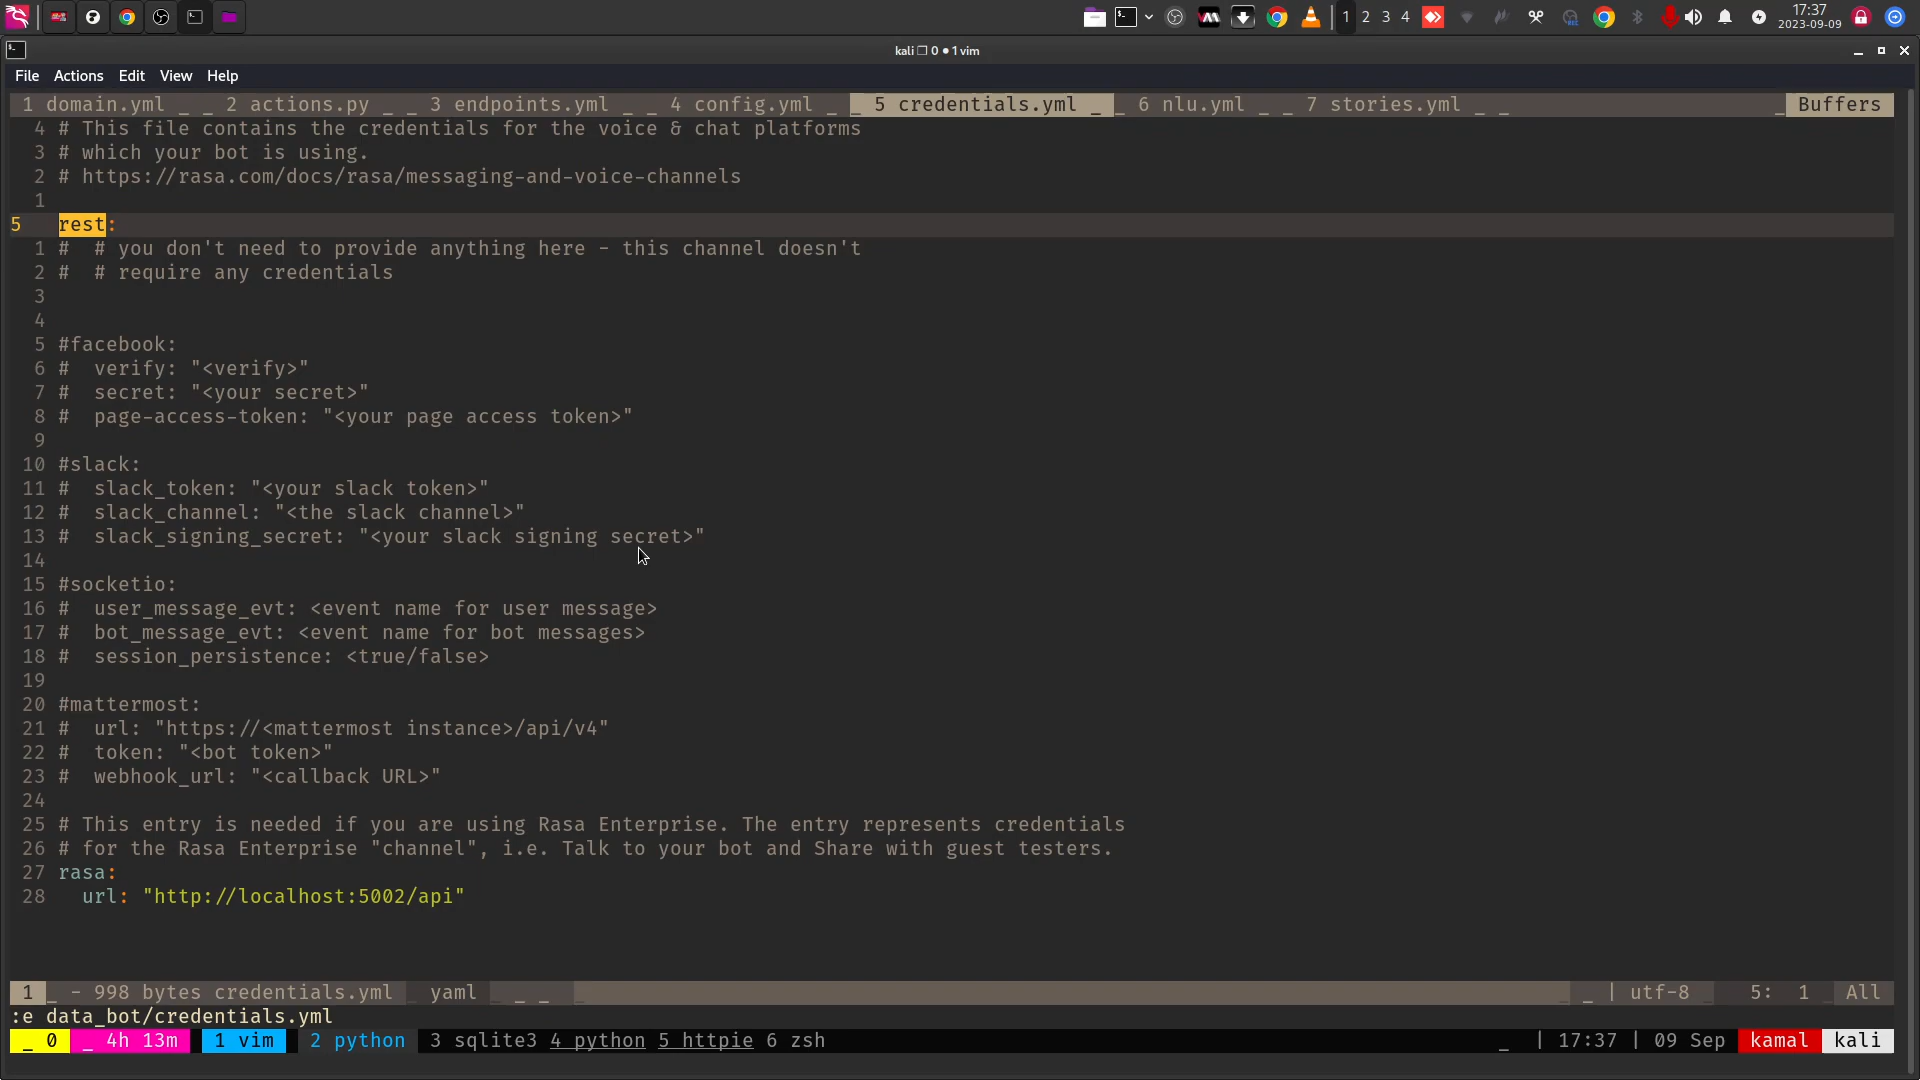 1 2 3 4
17:37
2023-09-09
kali ❐ 0 ● 1 vim
File Actions Edit View Help
1 domain.yml _ _ 2 actions.py _ _ 3 endpoints.yml _ _ 4 config.yml _ _ 5 credentials.yml _ _ 6 nlu.yml _ _ 7 stories.yml _ _ _ Buffers
4 # This file contains the credentials for the voice & chat platforms
3 # which your bot is using.
2 # https://rasa.com/docs/rasa/messaging-and-voice-channels
1
5 rest:
1 #  # you don't need to provide anything here - this channel doesn't
2 #  # require any credentials
3
4
5 #facebook:
6 #  verify: "<verify>"
7 #  secret: "<your secret>"
8 #  page-access-token: "<your page access token>"
9
10 #slack:
11 #  slack_token: "<your slack token>"
12 #  slack_channel: "<the slack channel>"
13 #  slack_signing_secret: "<your slack signing secret>"
14
15 #socketio:
16 #  user_message_evt: <event name for user message>
17 #  bot_message_evt: <event name for bot messages>
18 #  session_persistence: <true/false>
19
20 #mattermost:
21 #  url: "https://<mattermost instance>/api/v4"
22 #  token: "<bot token>"
23 #  webhook_url: "<callback URL>"
24
25 # This entry is needed if you are using Rasa Enterprise. The entry represents credentials
26 # for the Rasa Enterprise "channel", i.e. Talk to your bot and Share with guest testers.
27 rasa:
28   url: "http://localhost:5002/api"
1 _ - 998 bytes credentials.yml yaml _ _ _ | utf-8 5: 1 All
:e data_bot/credentials.yml
_ 0 _ 4h 13m 1 vim 2 python 3 sqlite3 4 python 5 httpie 6 zsh _ | 17:37 | 09 Sep kamal kali